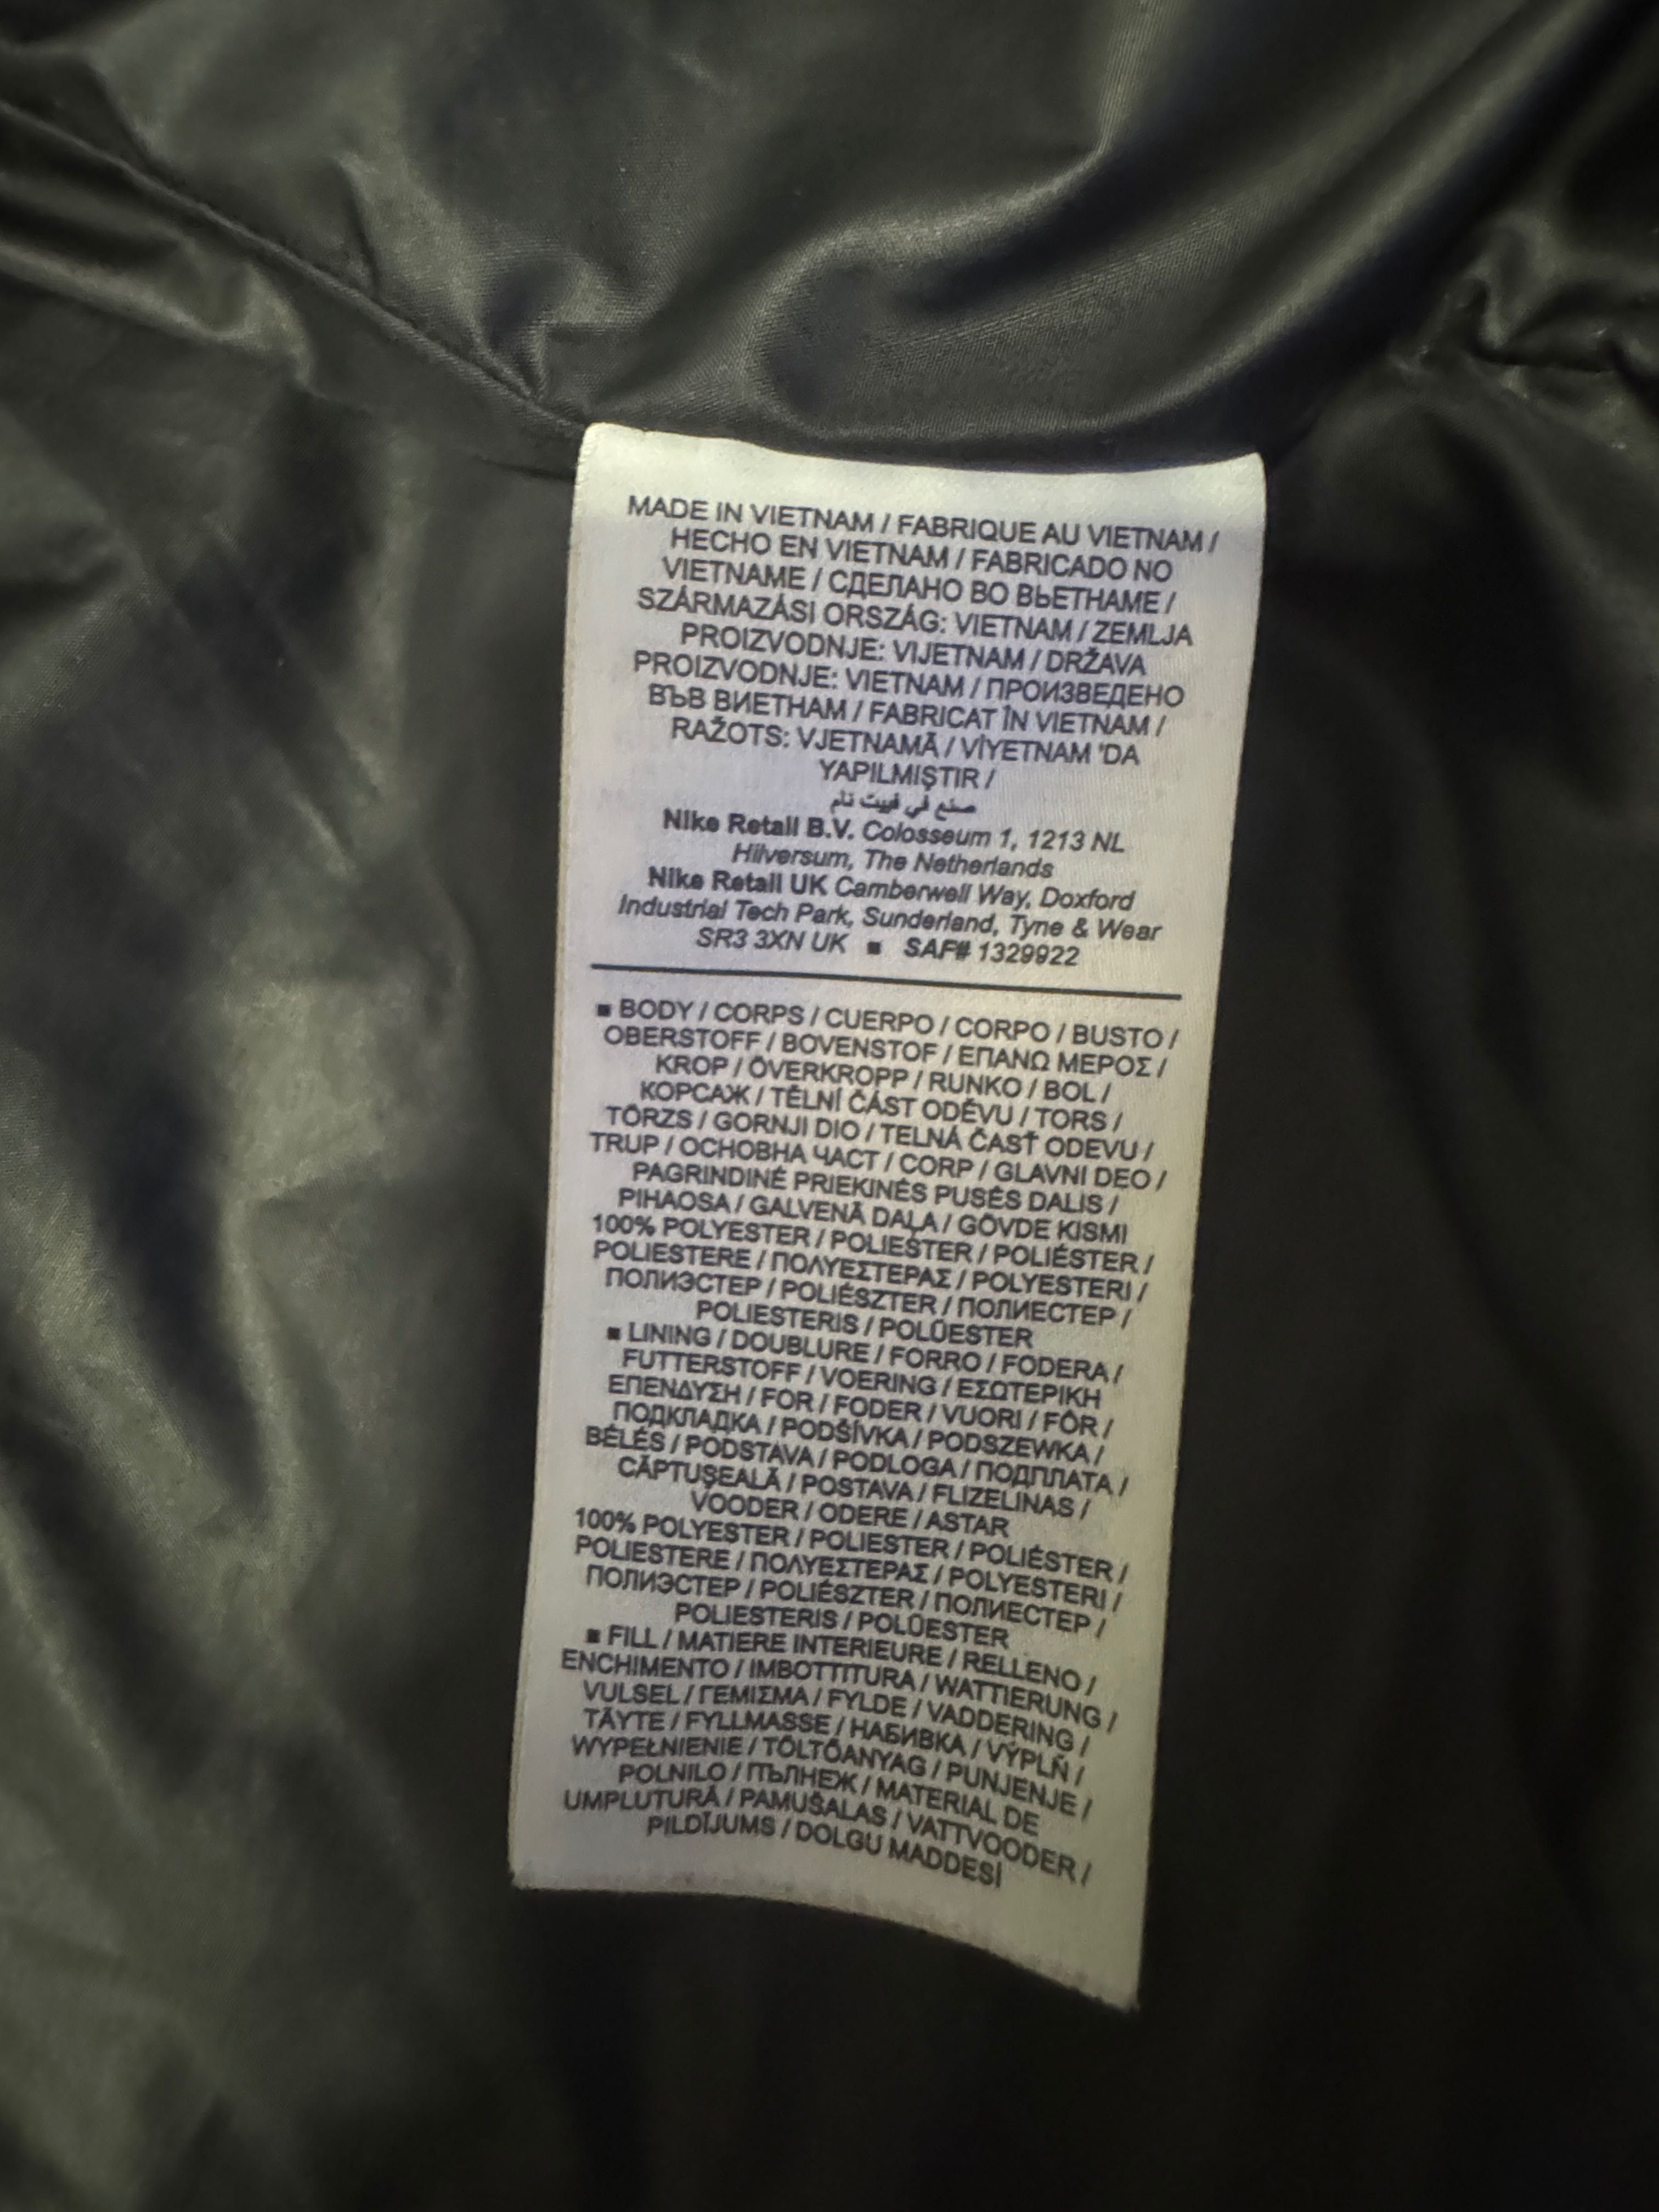 MADE IN VIETNAM / FABRIQUE AU VIETNAM /
HECHO EN VIETNAM / FABRICADO NO
VIETNAME / СДЕЛАНО ВО ВЬЕТНАМЕ /
SZÁRMAZÁSI ORSZÁG: VIETNAM / ZEMLJA
PROIZVODNJE: VIJETNAM / DRŽAVA
PROIZVODNJE: VIETNAM / ПРОИЗВЕДЕНО
ВЪВ ВИЕТНАМ / FABRICAT ÎN VIETNAM /
RAŽOTS: VJETNAMĀ / VİYETNAM 'DA
YAPILMIŞTIR /
صنع في فييت نام
Nike Retail B.V. Colosseum 1, 1213 NL
Hilversum, The Netherlands
Nike Retail UK Camberwell Way, Doxford
Industrial Tech Park, Sunderland, Tyne & Wear
SR3 3XN UK ■ SAF# 1329922
■ BODY / CORPS / CUERPO / CORPO / BUSTO /
OBERSTOFF / BOVENSTOF / ΕΠΑΝΩ ΜΕΡΟΣ /
KROP / ÖVERKROPP / RUNKO / BOL /
КОРСАЖ / TĚLNÍ ČÁST ODĚVU / TORS /
TÖRZS / GORNJI DIO / TELNÁ ČASŤ ODEVU /
TRUP / ОСНОВНА ЧАСТ / CORP / GLAVNI DEO /
PAGRINDINĖ PRIEKINĖS PUSĖS DALIS /
PIHAOSA / GALVENĀ DAĻA / GÖVDE KISMI
100% POLYESTER / POLIESTER / POLIÉSTER /
POLIESTERE / ΠΟΛΥΕΣΤΕΡΑΣ / POLYESTERI /
ПОЛИЭСТЕР / POLIÉSZTER / ПОЛИЕСТЕР /
POLIESTERIS / POLÜESTER
■ LINING / DOUBLURE / FORRO / FODERA /
FUTTERSTOFF / VOERING / ΕΣΩΤΕΡΙΚΗ
ΕΠΕΝΔΥΣΗ / FOR / FODER / VUORI / FÔR /
ПОДКЛАДКА / PODŠÍVKA / PODSZEWKA /
BÉLÉS / PODSTAVA / PODLOGA / ПОДПЛАТА /
CĂPTUŞEALĂ / POSTAVA / FLIZELINAS /
VOODER / ODERE / ASTAR
100% POLYESTER / POLIESTER / POLIÉSTER /
POLIESTERE / ΠΟΛΥΕΣΤΕΡΑΣ / POLYESTERI /
ПОЛИЭСТЕР / POLIÉSZTER / ПОЛИЕСТЕР /
POLIESTERIS / POLÜESTER
■ FILL / MATIERE INTERIEURE / RELLENO /
ENCHIMENTO / IMBOTTITURA / WATTIERUNG /
VULSEL / ΓΕΜΙΣΜΑ / FYLDE / VADDERING /
TÄYTE / FYLLMASSE / НАБИВКА / VÝPLŇ /
WYPEŁNIENIE / TÖLTŐANYAG / PUNJENJE /
POLNILO / ПЪЛНЕЖ / MATERIAL DE
UMPLUTURĂ / PAMUŠALAS / VATTVOODER /
PILDĪJUMS / DOLGU MADDESİ